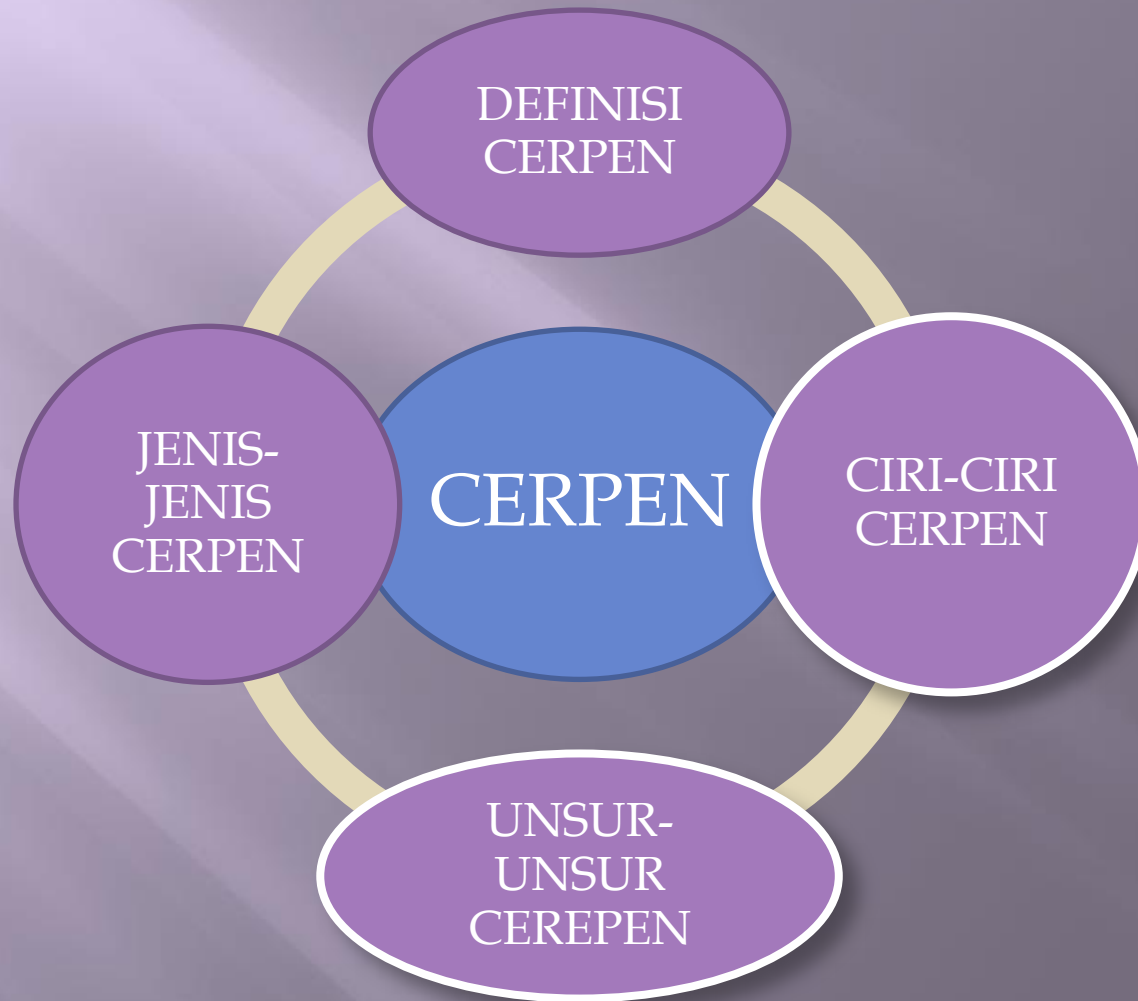 DEFINISI
CERPEN
JENIS-
JENIS
CERPEN
CERPEN
CIRI-CIRI
CERPEN
UNSUR-
UNSUR
CEREPEN